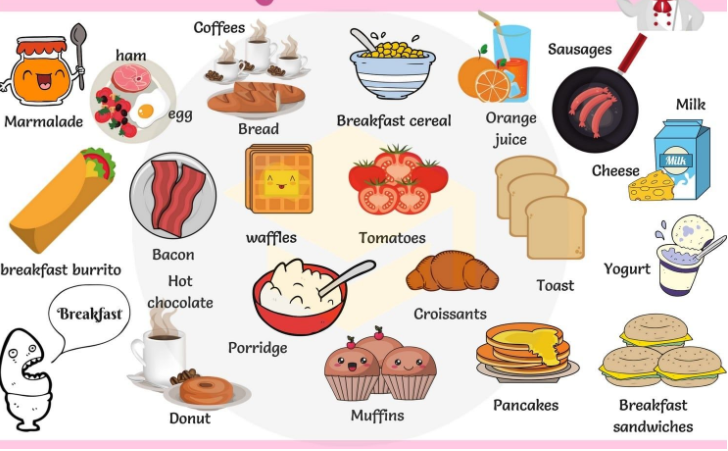 Coffees
ham
Sausages
Marmalade
egg
Bread
Breakfast cereal
Orange
juice
Milk
Milk
Cheese
breakfast burrito
Bacon
waffles
Tomatoes
Toast
Yogurt
Hot
chocolate
Breakfast
Porridge
Croissants
Donut
Muffins
Pancakes
Breakfast
sandwiches